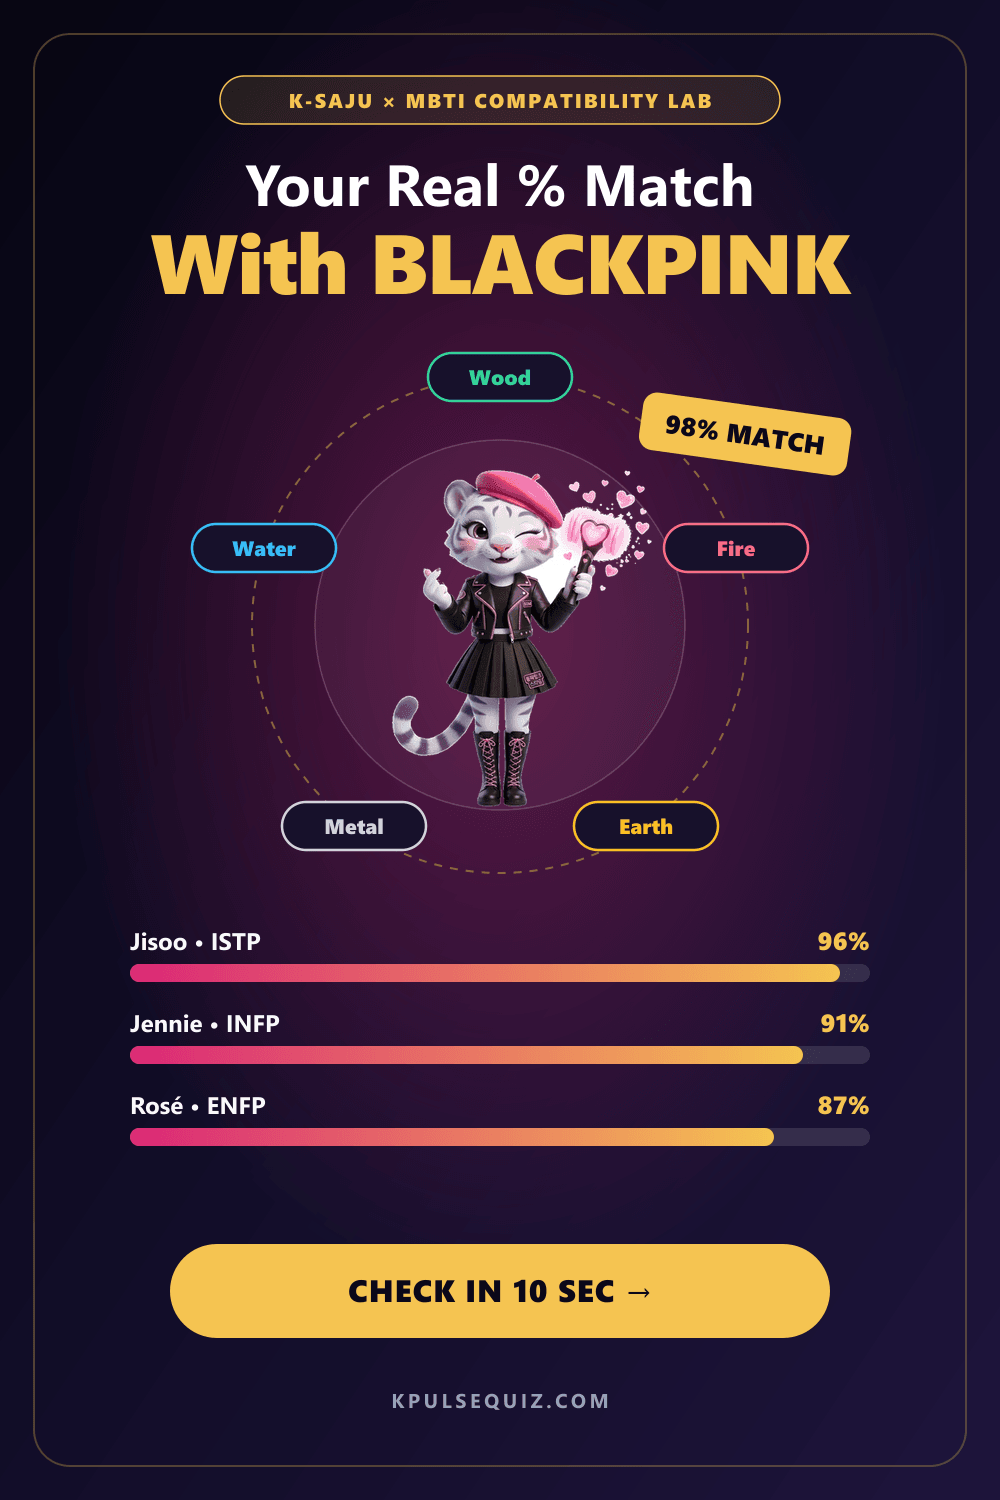 K-SAJU × MBTI COMPATIBILITY LAB
Your Real % Match
With BLACKPINK
Wood
98% MATCH
Water
Fire
Metal
Earth
Jisoo • ISTP
96%
Jennie • INFP
91%
Rosé • ENFP
87%
CHECK IN 10 SEC →
KPULSEQUIZ.COM